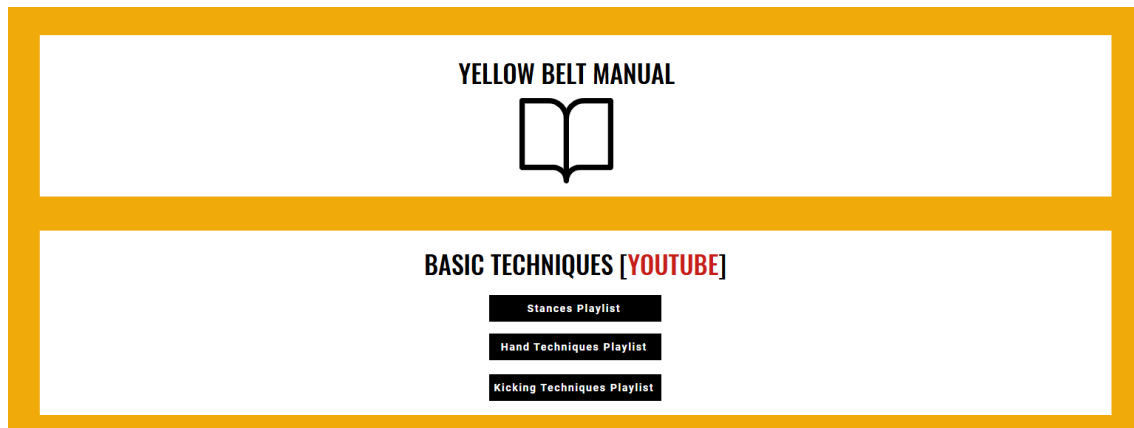 YELLOW BELT MANUAL
BASIC TECHNIQUES [YOUTUBE]
Stances Playlist
Hand Techniques Playlist
Kicking Techniques Playlist